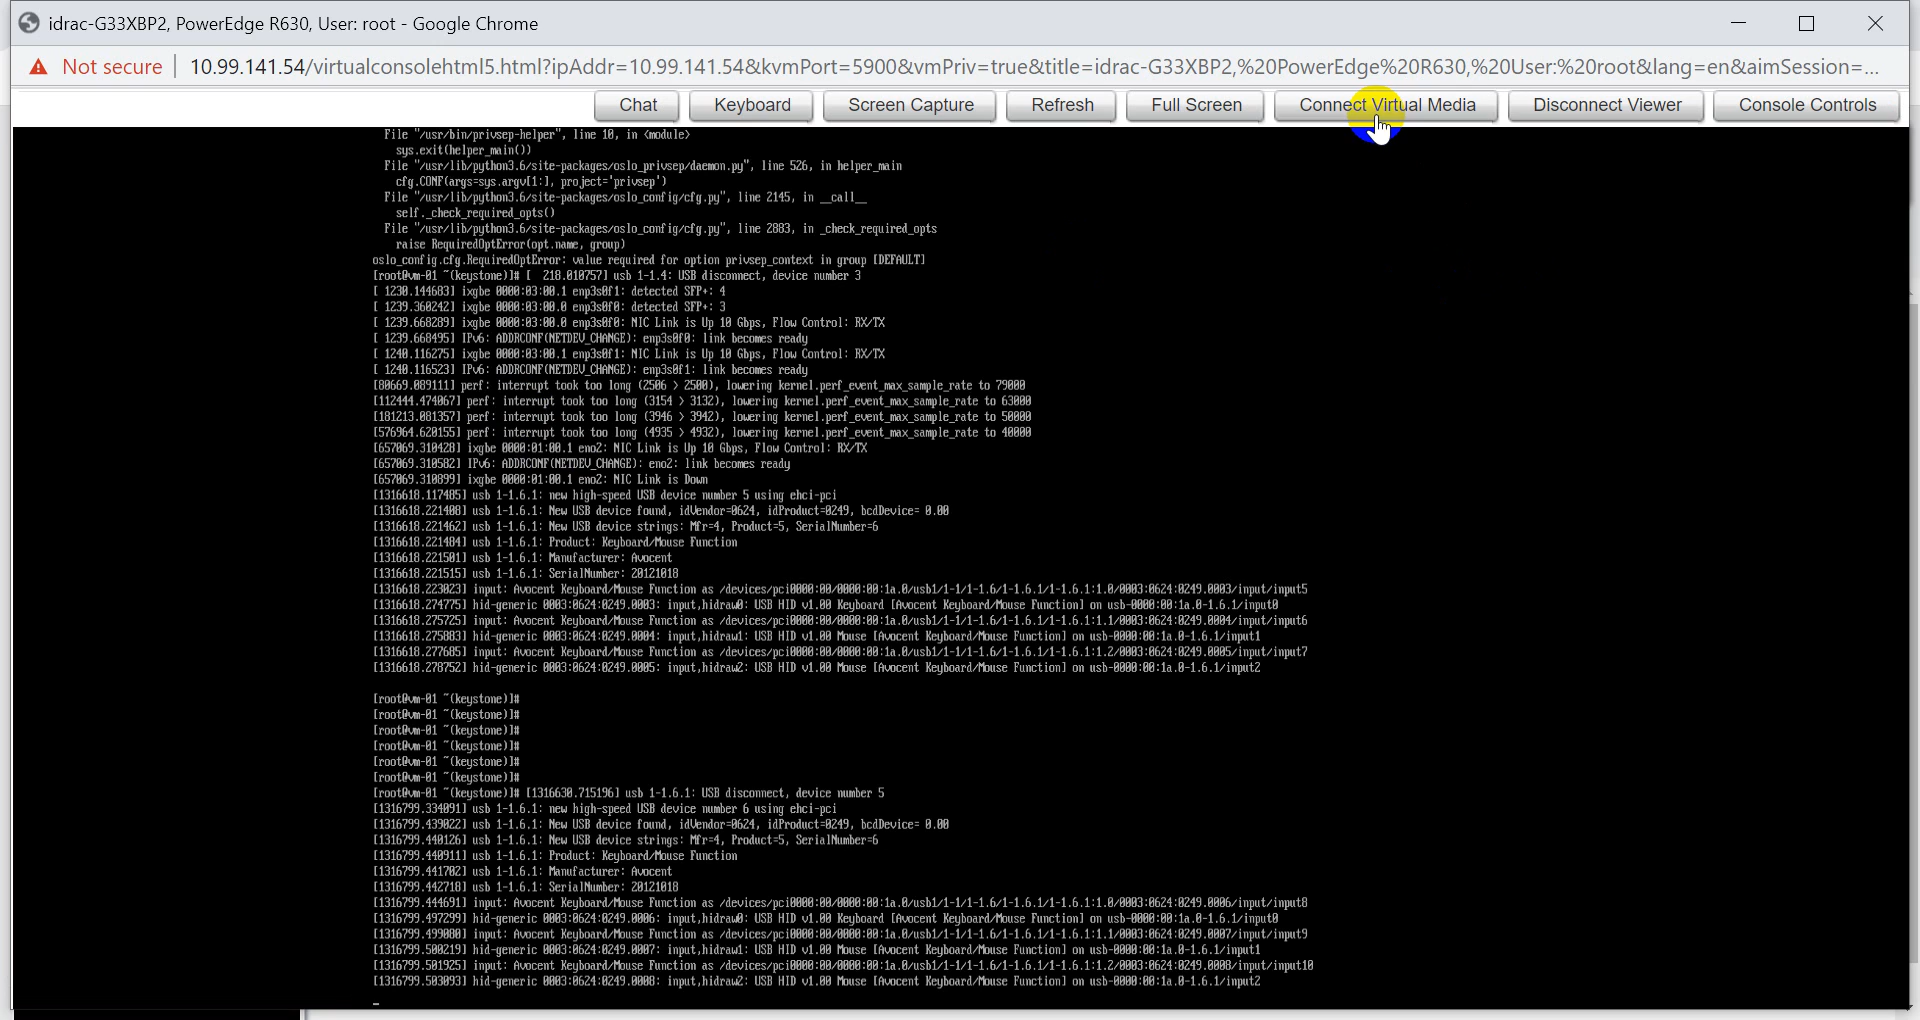 idrac-G33XBP2, PowerEdge R630, User: root - Google Chrome
Not secure
10.99.141.54/virtualconsolehtml5.html?ipAddr=10.99.141.54&kvmPort=5900&vmPriv=true&title=idrac-G33XBP2,%20PowerEdge%20R630,%20User:%20root&lang=en&aimSession=...
Chat
Keyboard
Screen Capture
Refresh
Full Screen
Connect Virtual Media
Disconnect Viewer
Console Controls
File "/usr/bin/privsep-helper", line 10, in <module>
sys.exit(helper_main())
File "/usr/lib/python3.6/site-packages/oslo_privsep/daemon.py", line 526, in helper_main
cfg.CONF(args=sys.argv[1:], project='privsep')
File "/usr/lib/python3.6/site-packages/oslo_config/cfg.py", line 2145, in __call__
self._check_required_opts()
File "/usr/lib/python3.6/site-packages/oslo_config/cfg.py", line 2883, in _check_required_opts
raise RequiredOptError(opt.name, group)
oslo_config.cfg.RequiredOptError: value required for option privsep_context in group [DEFAULT]
[root@vm-01 ~(keystone)]# [  218.010757] usb 1-1.4: USB disconnect, device number 3
[ 1230.144683] ixgbe 0000:03:00.1 enp3s0f1: detected SFP+: 4
[ 1239.360242] ixgbe 0000:03:00.0 enp3s0f0: detected SFP+: 3
[ 1239.668289] ixgbe 0000:03:00.0 enp3s0f0: NIC Link is Up 10 Gbps, Flow Control: RX/TX
[ 1239.668495] IPv6: ADDRCONF(NETDEV_CHANGE): enp3s0f0: link becomes ready
[ 1240.116275] ixgbe 0000:03:00.1 enp3s0f1: NIC Link is Up 10 Gbps, Flow Control: RX/TX
[ 1240.116523] IPv6: ADDRCONF(NETDEV_CHANGE): enp3s0f1: link becomes ready
[80669.089111] perf: interrupt took too long (2506 > 2500), lowering kernel.perf_event_max_sample_rate to 79000
[112444.474067] perf: interrupt took too long (3154 > 3132), lowering kernel.perf_event_max_sample_rate to 63000
[181213.081357] perf: interrupt took too long (3946 > 3942), lowering kernel.perf_event_max_sample_rate to 50000
[576964.620155] perf: interrupt took too long (4935 > 4932), lowering kernel.perf_event_max_sample_rate to 40000
[657069.310428] ixgbe 0000:01:00.1 eno2: NIC Link is Up 10 Gbps, Flow Control: RX/TX
[657069.310582] IPv6: ADDRCONF(NETDEV_CHANGE): eno2: link becomes ready
[657069.310899] ixgbe 0000:01:00.1 eno2: NIC Link is Down
[1316618.117485] usb 1-1.6.1: new high-speed USB device number 5 using ehci-pci
[1316618.221408] usb 1-1.6.1: New USB device found, idVendor=0624, idProduct=0249, bcdDevice= 0.00
[1316618.221462] usb 1-1.6.1: New USB device strings: Mfr=4, Product=5, SerialNumber=6
[1316618.221484] usb 1-1.6.1: Product: Keyboard/Mouse Function
[1316618.221501] usb 1-1.6.1: Manufacturer: Avocent
[1316618.221515] usb 1-1.6.1: SerialNumber: 20121018
[1316618.223023] input: Avocent Keyboard/Mouse Function as /devices/pci0000:00/0000:00:1a.0/usb1/1-1/1-1.6/1-1.6.1/1-1.6.1:1.0/0003:0624:0249.0003/input/input5
[1316618.274775] hid-generic 0003:0624:0249.0003: input,hidraw0: USB HID v1.00 Keyboard [Avocent Keyboard/Mouse Function] on usb-0000:00:1a.0-1.6.1/input0
[1316618.275725] input: Avocent Keyboard/Mouse Function as /devices/pci0000:00/0000:00:1a.0/usb1/1-1/1-1.6/1-1.6.1/1-1.6.1:1.1/0003:0624:0249.0004/input/input6
[1316618.275883] hid-generic 0003:0624:0249.0004: input,hidraw1: USB HID v1.00 Mouse [Avocent Keyboard/Mouse Function] on usb-0000:00:1a.0-1.6.1/input1
[1316618.277685] input: Avocent Keyboard/Mouse Function as /devices/pci0000:00/0000:00:1a.0/usb1/1-1/1-1.6/1-1.6.1/1-1.6.1:1.2/0003:0624:0249.0005/input/input7
[1316618.278752] hid-generic 0003:0624:0249.0005: input,hidraw2: USB HID v1.00 Mouse [Avocent Keyboard/Mouse Function] on usb-0000:00:1a.0-1.6.1/input2
[root@vm-01 ~(keystone)]#
[root@vm-01 ~(keystone)]#
[root@vm-01 ~(keystone)]#
[root@vm-01 ~(keystone)]#
[root@vm-01 ~(keystone)]#
[root@vm-01 ~(keystone)]#
[root@vm-01 ~(keystone)]# [1316630.715196] usb 1-1.6.1: USB disconnect, device number 5
[1316799.334091] usb 1-1.6.1: new high-speed USB device number 6 using ehci-pci
[1316799.439022] usb 1-1.6.1: New USB device found, idVendor=0624, idProduct=0249, bcdDevice= 0.00
[1316799.440126] usb 1-1.6.1: New USB device strings: Mfr=4, Product=5, SerialNumber=6
[1316799.440911] usb 1-1.6.1: Product: Keyboard/Mouse Function
[1316799.441702] usb 1-1.6.1: Manufacturer: Avocent
[1316799.442718] usb 1-1.6.1: SerialNumber: 20121018
[1316799.444691] input: Avocent Keyboard/Mouse Function as /devices/pci0000:00/0000:00:1a.0/usb1/1-1/1-1.6/1-1.6.1/1-1.6.1:1.0/0003:0624:0249.0006/input/input8
[1316799.497299] hid-generic 0003:0624:0249.0006: input,hidraw0: USB HID v1.00 Keyboard [Avocent Keyboard/Mouse Function] on usb-0000:00:1a.0-1.6.1/input0
[1316799.499080] input: Avocent Keyboard/Mouse Function as /devices/pci0000:00/0000:00:1a.0/usb1/1-1/1-1.6/1-1.6.1/1-1.6.1:1.1/0003:0624:0249.0007/input/input9
[1316799.500219] hid-generic 0003:0624:0249.0007: input,hidraw1: USB HID v1.00 Mouse [Avocent Keyboard/Mouse Function] on usb-0000:00:1a.0-1.6.1/input1
[1316799.501925] input: Avocent Keyboard/Mouse Function as /devices/pci0000:00/0000:00:1a.0/usb1/1-1/1-1.6/1-1.6.1/1-1.6.1:1.2/0003:0624:0249.0008/input/input10
[1316799.503093] hid-generic 0003:0624:0249.0008: input,hidraw2: USB HID v1.00 Mouse [Avocent Keyboard/Mouse Function] on usb-0000:00:1a.0-1.6.1/input2